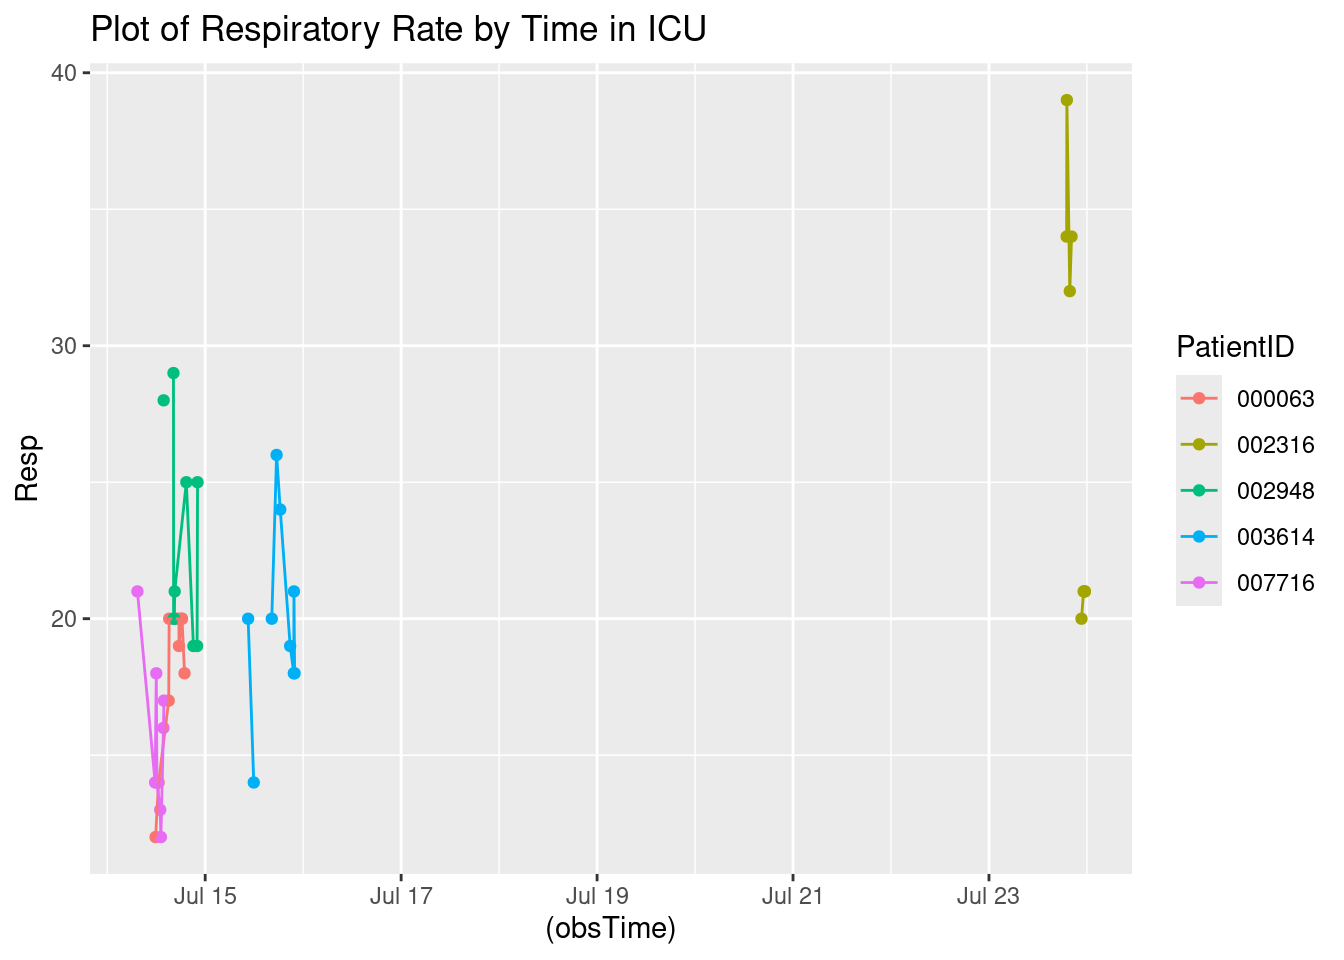 Plot of Respiratory Rate by Time in ICU
40
30
20
Resp
Jul 15
Jul 17
Jul 19
Jul 21
Jul 23
(obsTime)
PatientID
000063
002316
002948
003614
007716